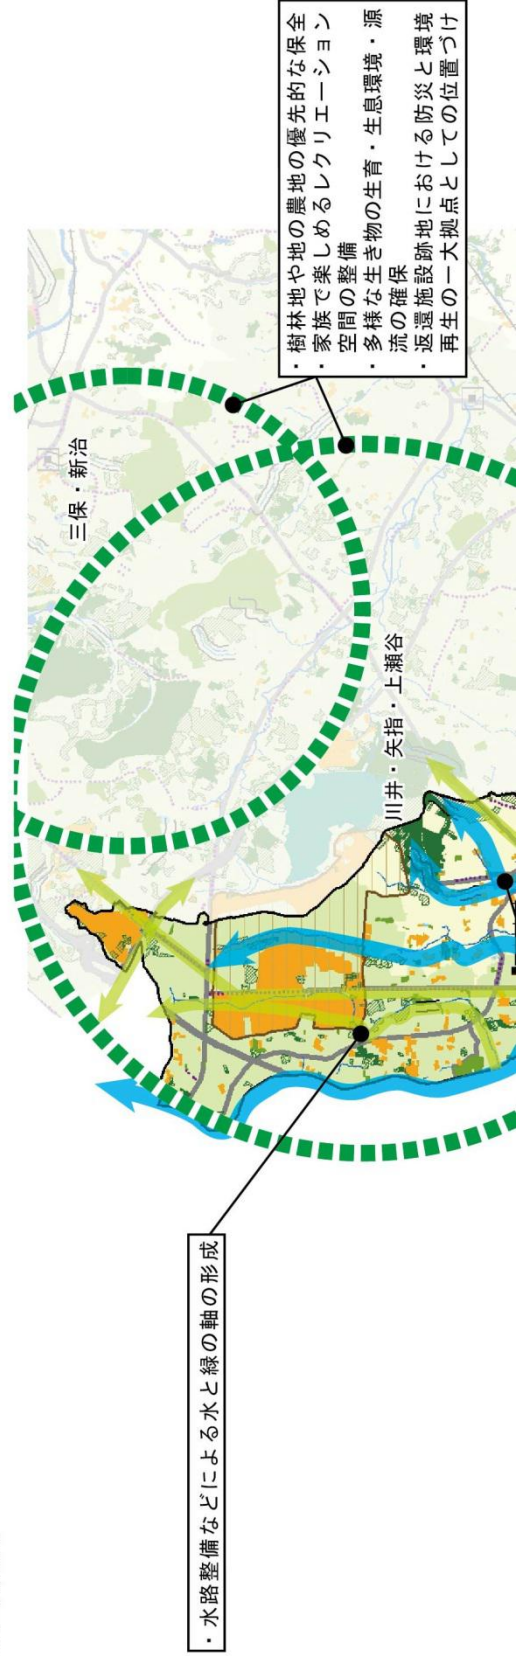 ・樹林地や地の農地の優先的な保全
・家族で楽しめるレクリエーション
空間の整備
・多様な生き物の生育・生息環境・源
流の確保
・返還施設跡地における防災と環境
再生の一大拠点としての位置づけ
三保・新治
川井・矢指・上瀬谷
・水路整備などによる水と緑の軸の形成